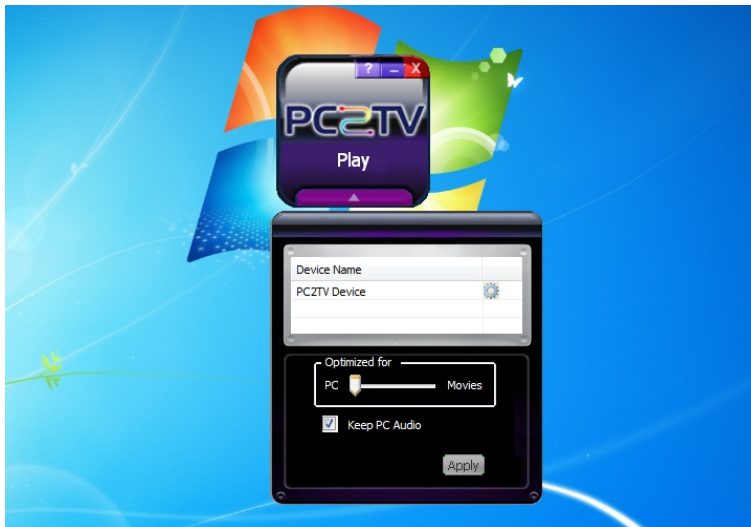 ? – X
PC2TV
Play
Device Name
PC2TV Device
Optimized for
PC Movies
Keep PC Audio
Apply